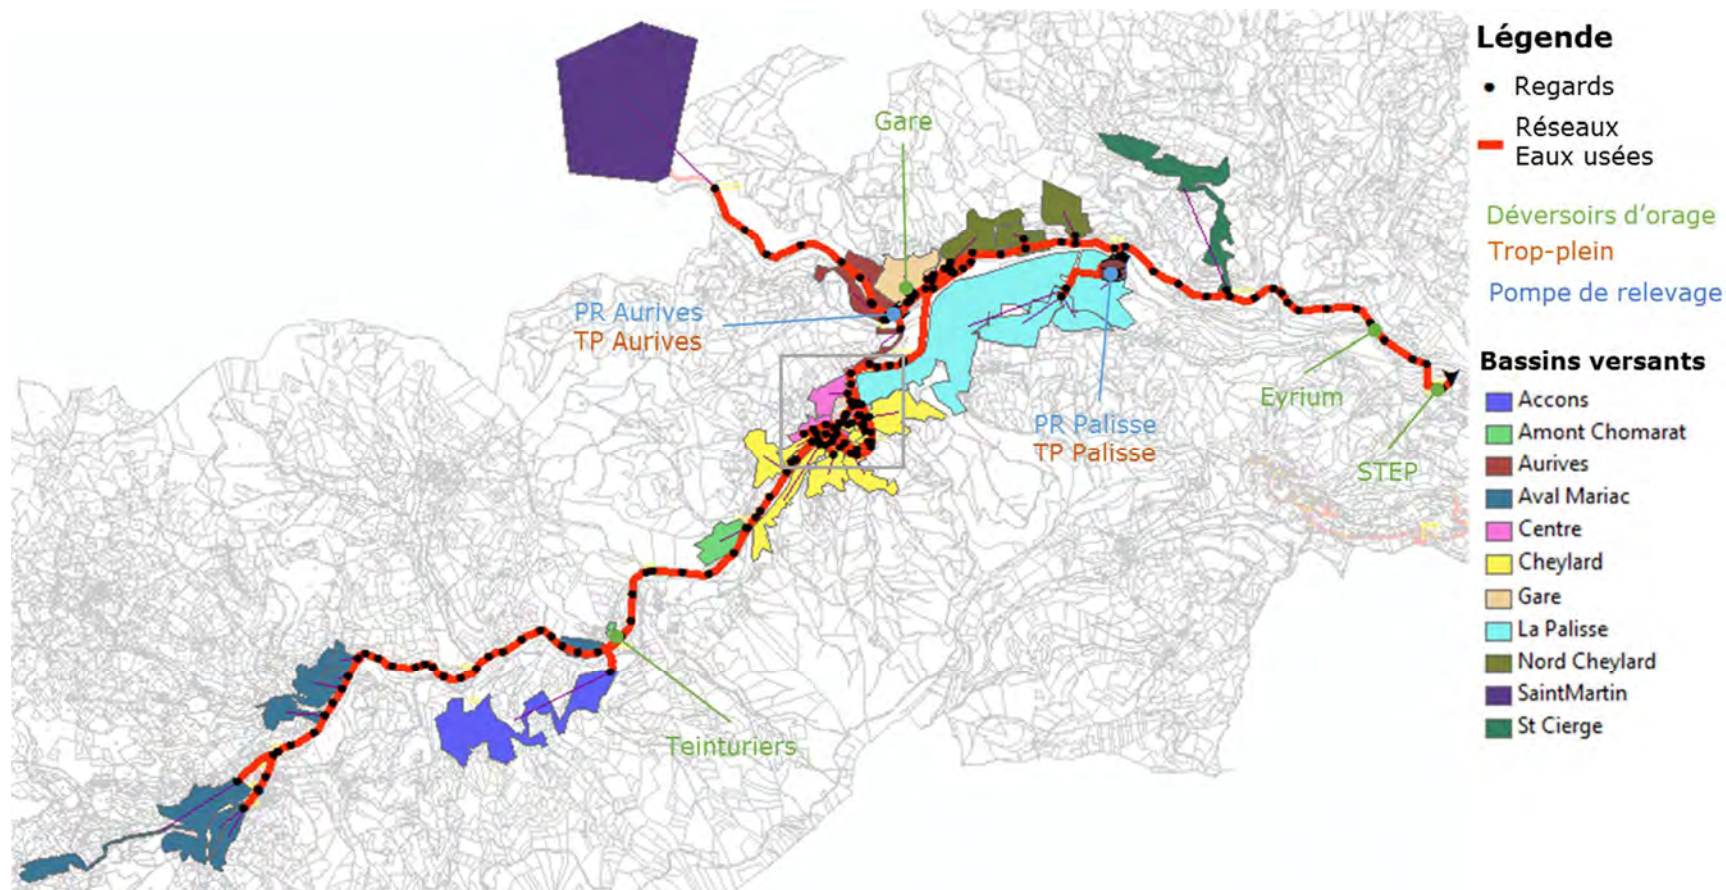 Gare
PR Aurives
TP Aurives
PR Palisse
TP Palisse
Eyrium
STEP
Teinturiers
Légende
Regards
Réseaux
Eaux usées
Déversoirs d'orage
Trop-plein
Pompe de relevage
Bassins versants
Accons
Amont Chomarat
Aurives
Aval Mariac
Centre
Cheylard
Gare
La Palisse
Nord Cheylard
SaintMartin
St Cierge